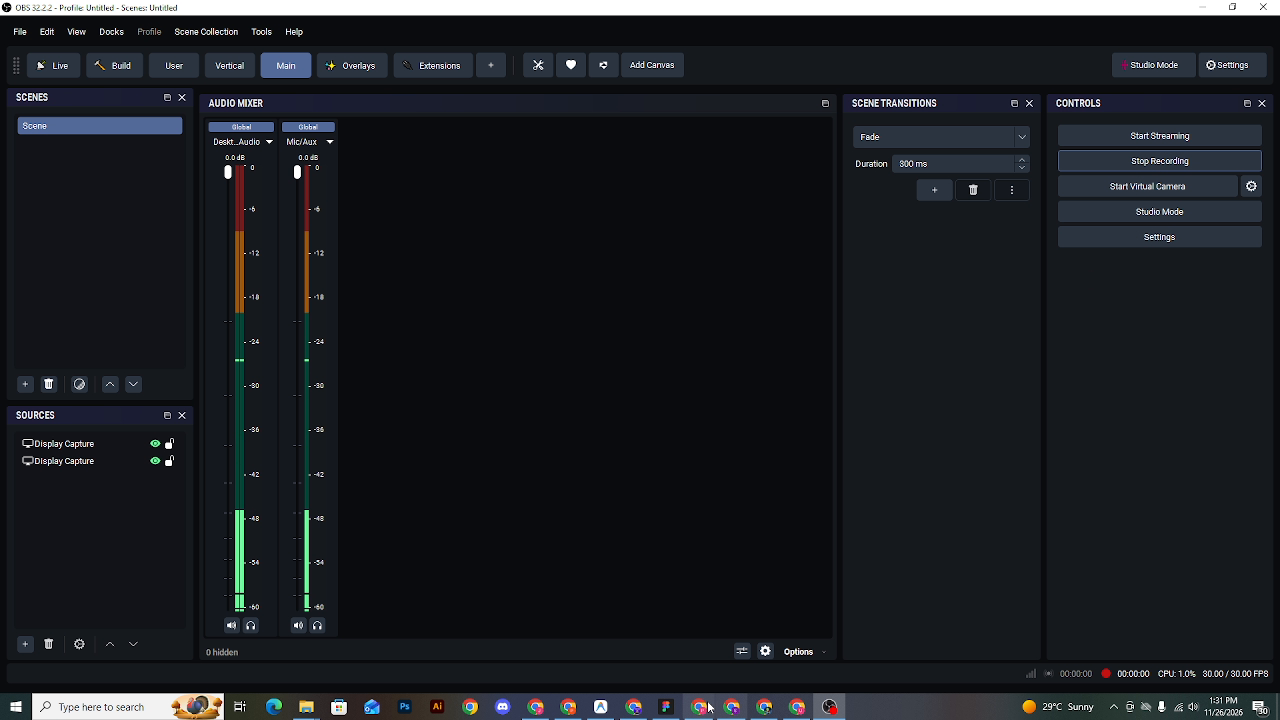 OBS 32.2.2 - Profile: Untitled - Scenes: Untitled
File Edit View Docks Profile Scene Collection Tools Help
Live Build User Vertical Main Overlays Extensions + Add Canvas Studio Mode Settings
SCENES
Scene
SOURCES
Display Capture
Display Capture
AUDIO MIXER
Global Global
Deskt...Audio Mic/Aux
0.0 dB 0.0 dB
0 0
-6 -6
-12 -12
-18 -18
-24 -24
-30 -30
-36 -36
-42 -42
-48 -48
-54 -54
-60 -60
0 hidden
Options
SCENE TRANSITIONS
Fade
Duration 300 ms
CONTROLS
Start Streaming
Stop Recording
Start Virtual Camera
Studio Mode
Settings
00:00:00 00:00:00 CPU: 1.0% 30.00 / 30.00 FPS
Type here to search
Ps
Ai
29°C Sunny
1:31 PM
11/26/2025